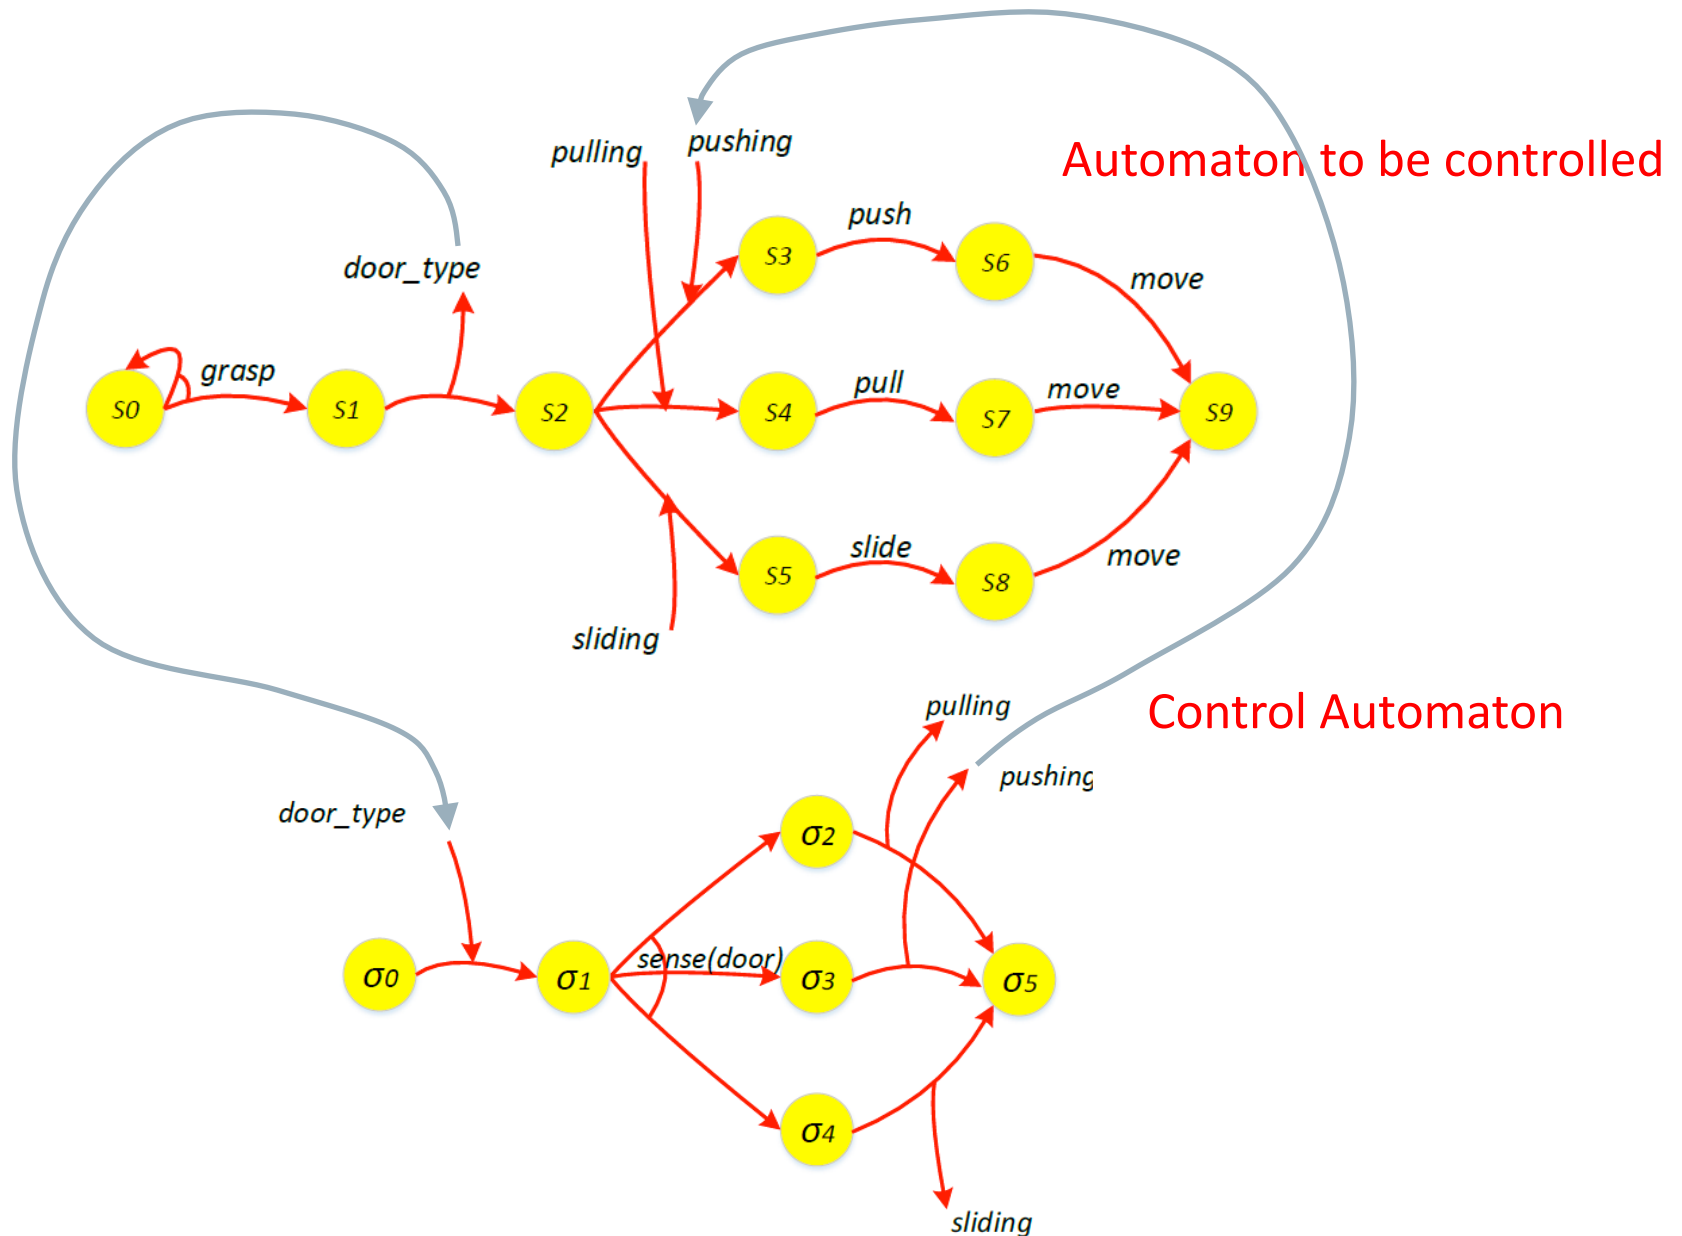 pulling
pushing
Automaton to be controlled
push
S3
S6
door_type
move
grasp
S0
S1
S2
pull
S4
move
S7
S9
slide
S5
S8
move
sliding
pulling
Control Automaton
pushing
door_type
σ2
sense(door)
σ0
σ1
σ3
σ5
σ4
sliding